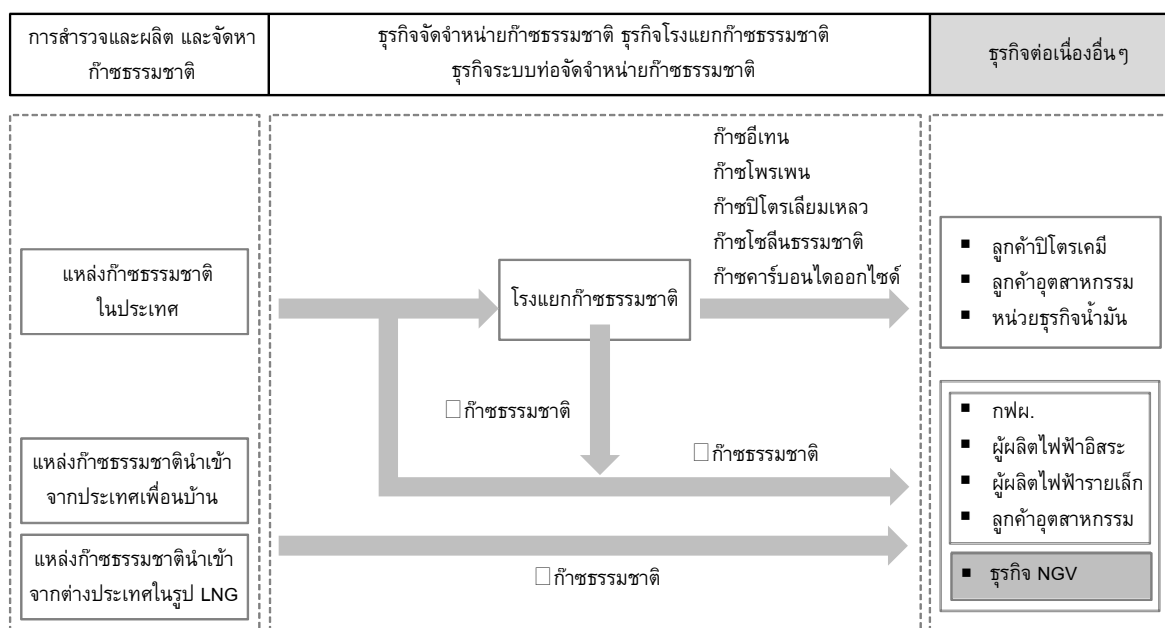 การสำรวจและผลิต และจัดหา
ก๊าซธรรมชาติ
ธุรกิจจัดจำหน่ายก๊าซธรรมชาติ ธุรกิจโรงแยกก๊าซธรรมชาติ
ธุรกิจระบบท่อจัดจำหน่ายก๊าซธรรมชาติ
ธุรกิจต่อเนื่องอื่นๆ
แหล่งก๊าซธรรมชาติ
ในประเทศ
แหล่งก๊าซธรรมชาตินำเข้า
จากประเทศเพื่อนบ้าน
แหล่งก๊าซธรรมชาตินำเข้า
จากต่างประเทศในรูป LNG
ก๊าซอีเทน
ก๊าซโพรเพน
ก๊าซปิโตรเลียมเหลว
ก๊าซโซลีนธรรมชาติ
ก๊าซคาร์บอนไดออกไซด์
โรงแยกก๊าซธรรมชาติ
□ก๊าซธรรมชาติ
□ก๊าซธรรมชาติ
□ก๊าซธรรมชาติ
▪ ลูกค้าปิโตรเคมี
▪ ลูกค้าอุตสาหกรรม
▪ หน่วยธุรกิจน้ำมัน
▪ กฟผ.
▪ ผู้ผลิตไฟฟ้าอิสระ
▪ ผู้ผลิตไฟฟ้ารายเล็ก
▪ ลูกค้าอุตสาหกรรม
▪ ธุรกิจ NGV